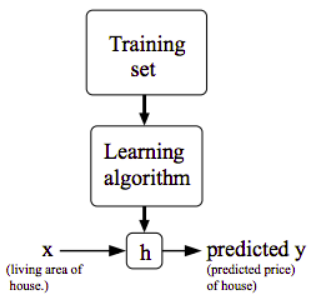 Training
set
Learning
algorithm
x
(living area of
house.)
h
predicted y
(predicted price)
of house)